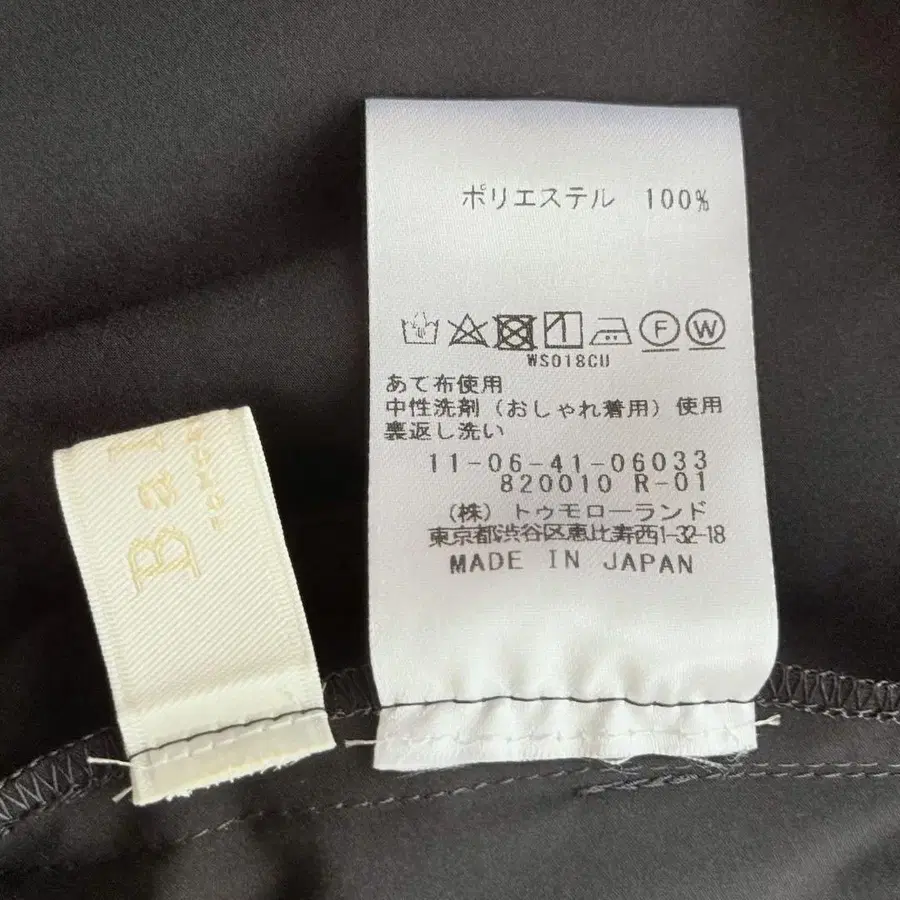 ポリエステル 100%
F W
WS018CU
あて布使用
中性洗剤（おしゃれ着用）使用
裏返し洗い
11-06-41-06033
820010 R-01
（株）トゥモローランド
東京都渋谷区恵比寿西1-32-18
MADE IN JAPAN
Ba